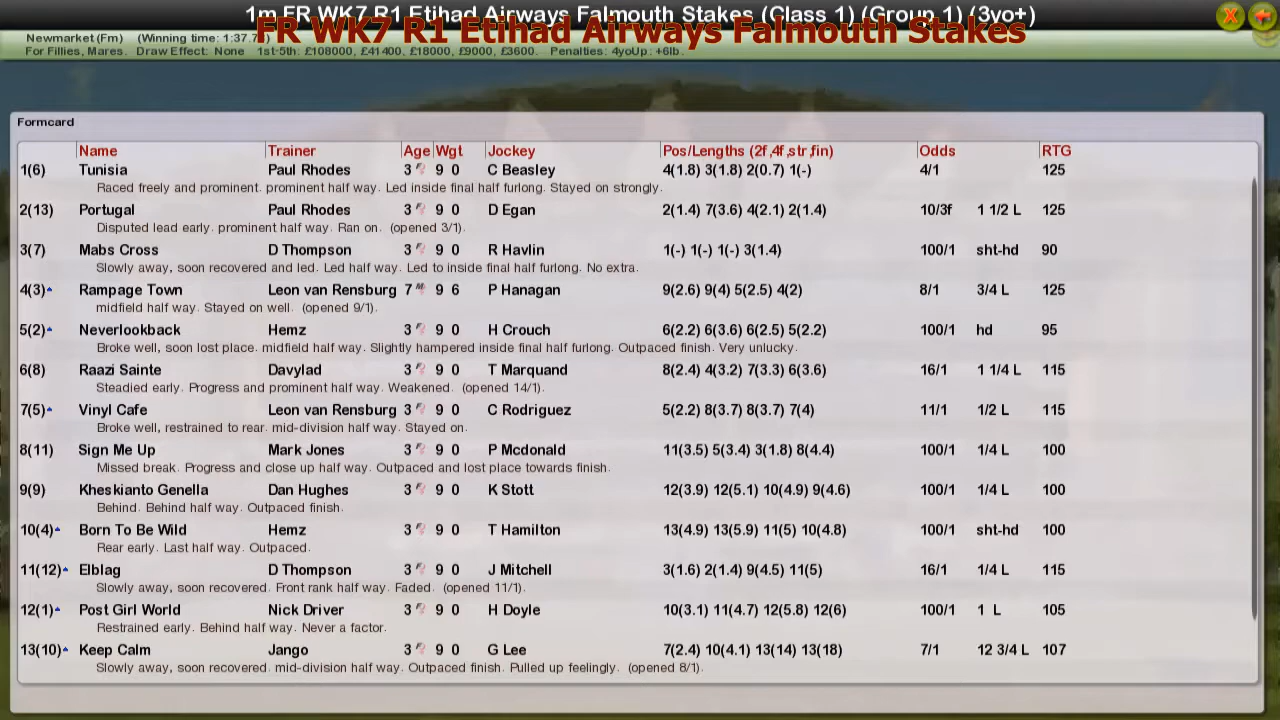 1m FR WK7 R1 Etihad Airways Falmouth Stakes (Class 1) (Group 1) (3yo+)
FR WK7 R1 Etihad Airways Falmouth Stakes
Newmarket(Fm) (Winning time: 1:37.7
For Fillies, Mares. Draw Effect: None 1st-5th: £108000, £41400, £18000, £9000, £3600. Penalties: 4yoUp: +6lb.
Formcard
Name Trainer Age Wgt Jockey Pos/Lengths (2f,4f,str,fin) Odds RTG
1(6) Tunisia Paul Rhodes 3 9 0 C Beasley 4(1.8) 3(1.8) 2(0.7) 1(-) 4/1 125
Raced freely and prominent. prominent half way. Led inside final half furlong. Stayed on strongly.
2(13) Portugal Paul Rhodes 3 9 0 D Egan 2(1.4) 7(3.6) 4(2.1) 2(1.4) 10/3f 1 1/2 L 125
Disputed lead early. prominent half way. Ran on. (opened 3/1).
3(7) Mabs Cross D Thompson 3 9 0 R Havlin 1(-) 1(-) 1(-) 3(1.4) 100/1 sht-hd 90
Slowly away, soon recovered and led. Led half way. Led to inside final half furlong. No extra.
4(3) Rampage Town Leon van Rensburg 7 9 6 P Hanagan 9(2.6) 9(4) 5(2.5) 4(2) 8/1 3/4 L 125
midfield half way. Stayed on well. (opened 9/1).
5(2) Neverlookback Hemz 3 9 0 H Crouch 6(2.2) 6(3.6) 6(2.5) 5(2.2) 100/1 hd 95
Broke well, soon lost place. midfield half way. Slightly hampered inside final half furlong. Outpaced finish. Very unlucky.
6(8) Raazi Sainte Davylad 3 9 0 T Marquand 8(2.4) 4(3.2) 7(3.3) 6(3.6) 16/1 1 1/4 L 115
Steadied early. Progress and prominent half way. Weakened. (opened 14/1).
7(5) Vinyl Cafe Leon van Rensburg 3 9 0 C Rodriguez 5(2.2) 8(3.7) 8(3.7) 7(4) 11/1 1/2 L 115
Broke well, restrained to rear. mid-division half way. Stayed on.
8(11) Sign Me Up Mark Jones 3 9 0 P Mcdonald 11(3.5) 5(3.4) 3(1.8) 8(4.4) 100/1 1/4 L 100
Missed break. Progress and close up half way. Outpaced and lost place towards finish.
9(9) Kheskianto Genella Dan Hughes 3 9 0 K Stott 12(3.9) 12(5.1) 10(4.9) 9(4.6) 100/1 1/4 L 100
Behind. Behind half way. Outpaced finish.
10(4) Born To Be Wild Hemz 3 9 0 T Hamilton 13(4.9) 13(5.9) 11(5) 10(4.8) 100/1 sht-hd 100
Rear early. Last half way. Outpaced.
11(12) Elblag D Thompson 3 9 0 J Mitchell 3(1.6) 2(1.4) 9(4.5) 11(5) 16/1 1/4 L 115
Slowly away, soon recovered. Front rank half way. Faded. (opened 11/1).
12(1) Post Girl World Nick Driver 3 9 0 H Doyle 10(3.1) 11(4.7) 12(5.8) 12(6) 100/1 1 L 105
Restrained early. Behind half way. Never a factor.
13(10) Keep Calm Jango 3 9 0 G Lee 7(2.4) 10(4.1) 13(14) 13(18) 7/1 12 3/4 L 107
Slowly away, soon recovered. mid-division half way. Outpaced finish. Pulled up feelingly. (opened 8/1).